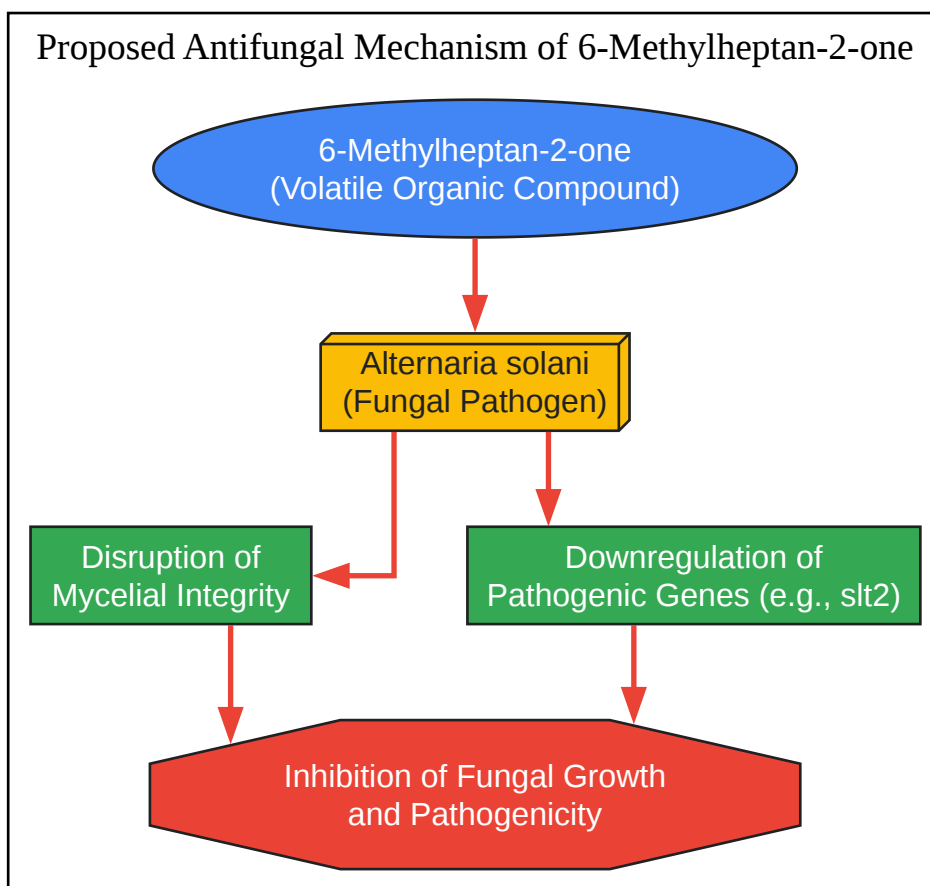 Proposed Antifungal Mechanism of 6-Methylheptan-2-one
6-Methylheptan-2-one
(Volatile Organic Compound)
Alternaria solani
(Fungal Pathogen)
Disruption of
Mycelial Integrity
Downregulation of
Pathogenic Genes (e.g., slt2)
Inhibition of Fungal Growth
and Pathogenicity